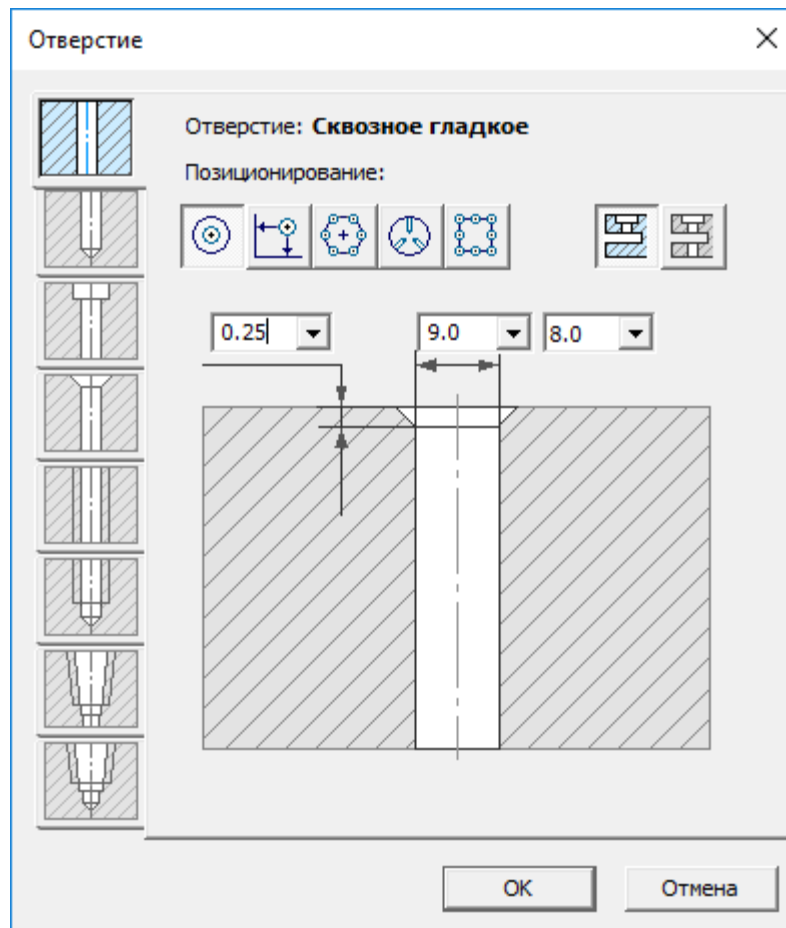 Отверстие
Отверстие: Сквозное гладкое
Позиционирование:
0.25 9.0 8.0
OK Отмена